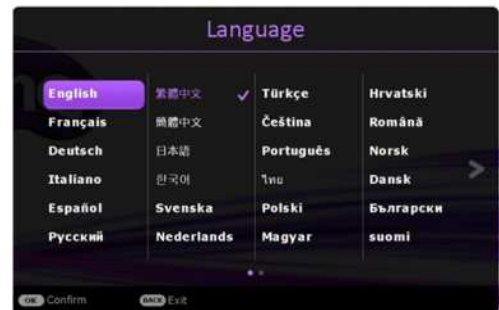 Language
English 繁體中文 Türkçe Hrvatski
Français 簡體中文 Čeština Română
Deutsch 日本語 Português Norsk
Italiano 한국어 ไทย Dansk
Español Svenska Polski Български
Русский Nederlands Magyar suomi
OK Confirm BACK Exit